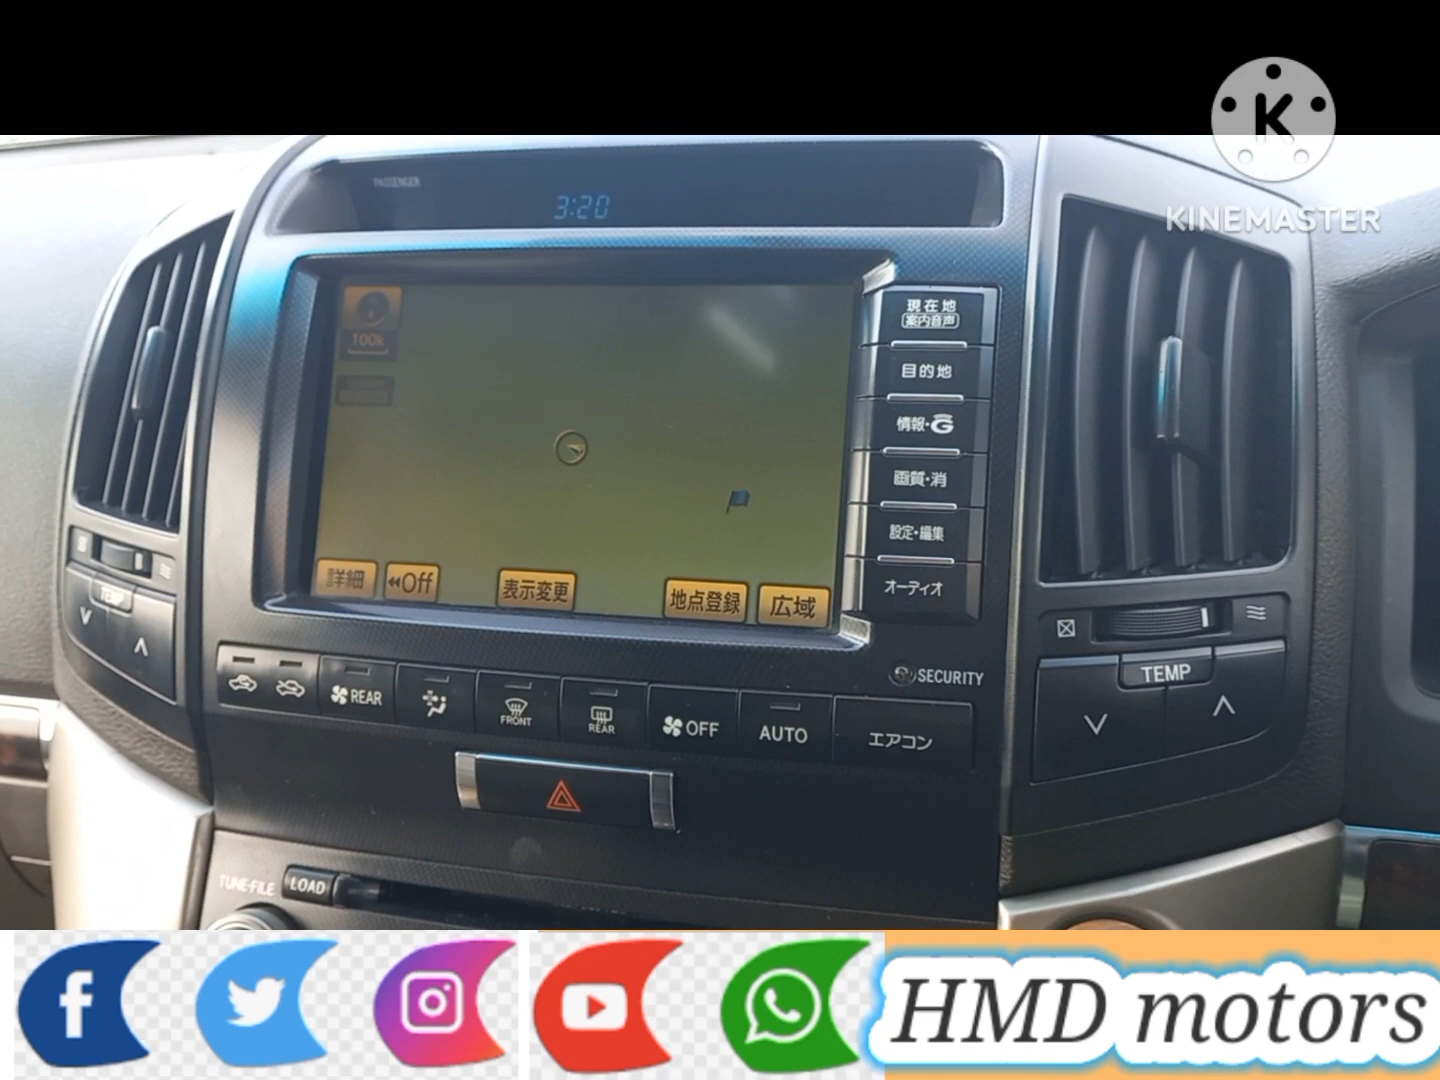 KINEMASTER
PASSENGER
3:20
100k
現在地
案内音声
目的地
情報・G
画質・消
設定・編集
オーディオ
詳細
Off
表示変更
地点登録
広域
SECURITY
TEMP
TEMP
REAR
FRONT
REAR
OFF
AUTO
エアコン
TUNE・FILE
LOAD
HMD motors